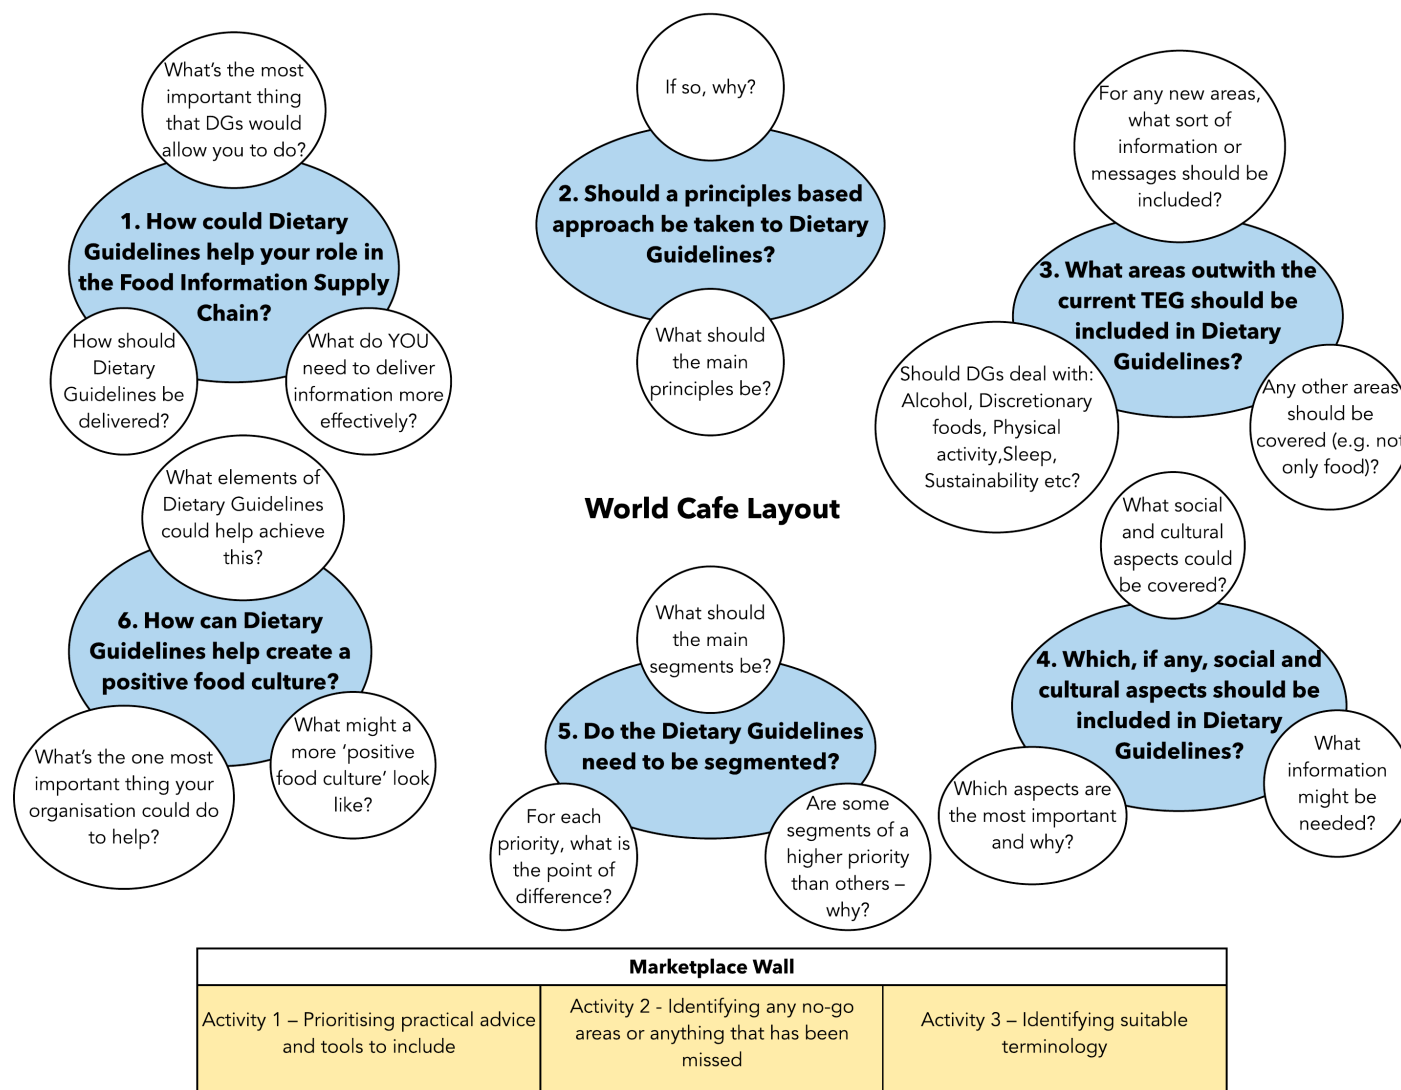 What's the most
important thing
that DGs would
allow you to do?
1. How could Dietary
Guidelines help your role in
the Food Information Supply
Chain?
How should
Dietary
Guidelines be
delivered?
What do YOU
need to deliver
information more
effectively?
If so, why?
2. Should a principles based
approach be taken to Dietary
Guidelines?
What should
the main
principles be?
For any new areas,
what sort of
information or
messages should be
included?
3. What areas outwith the
current TEG should be
included in Dietary
Guidelines?
Should DGs deal with:
Alcohol, Discretionary
foods, Physical
activity,Sleep,
Sustainability etc?
Any other areas
should be
covered (e.g. not
only food)?
World Cafe Layout
What elements of
Dietary Guidelines
could help achieve
this?
6. How can Dietary
Guidelines help create a
positive food culture?
What's the one most
important thing your
organisation could do
to help?
What might a
more ‘positive
food culture’ look
like?
What should
the main
segments be?
5. Do the Dietary Guidelines
need to be segmented?
For each
priority, what is
the point of
difference?
Are some
segments of a
higher priority
than others –
why?
What social
and cultural
aspects could
be covered?
4. Which, if any, social and
cultural aspects should be
included in Dietary
Guidelines?
Which aspects are
the most important
and why?
What
information
might be
needed?
Marketplace Wall
Activity 1 – Prioritising practical advice
and tools to include
Activity 2 - Identifying any no-go
areas or anything that has been
missed
Activity 3 – Identifying suitable
terminology